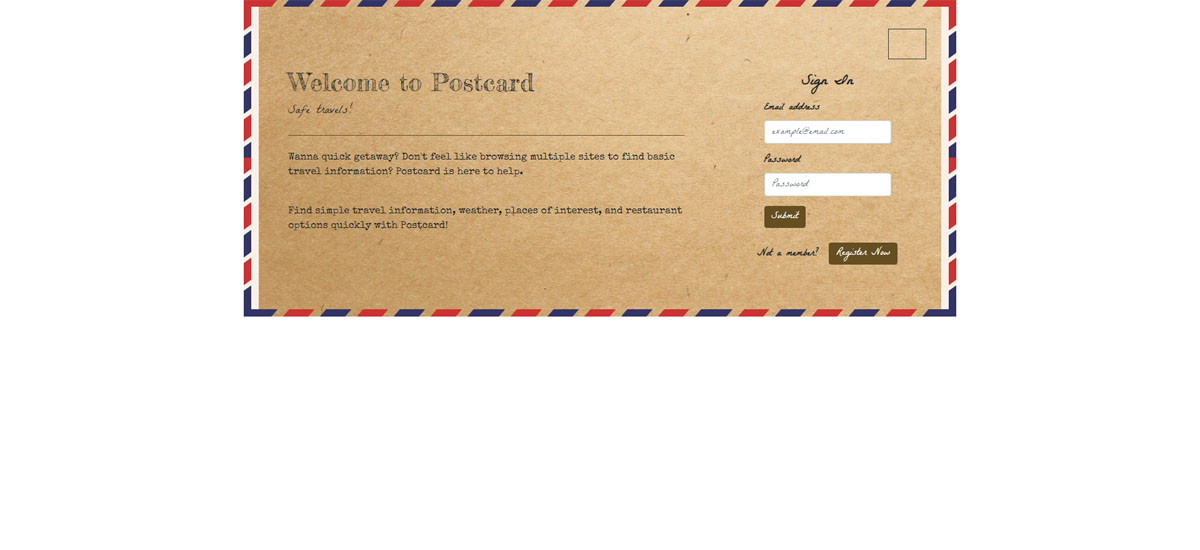 Welcome to Postcard
Safe travels!
Wanna quick getaway? Don't feel like browsing multiple sites to find basic
travel information? Postcard is here to help.
Find simple travel information, weather, places of interest, and restaurant
options quickly with Postcard!
Sign In
Email address
example@email.com
Password
Password
Submit
Not a member? Register Now